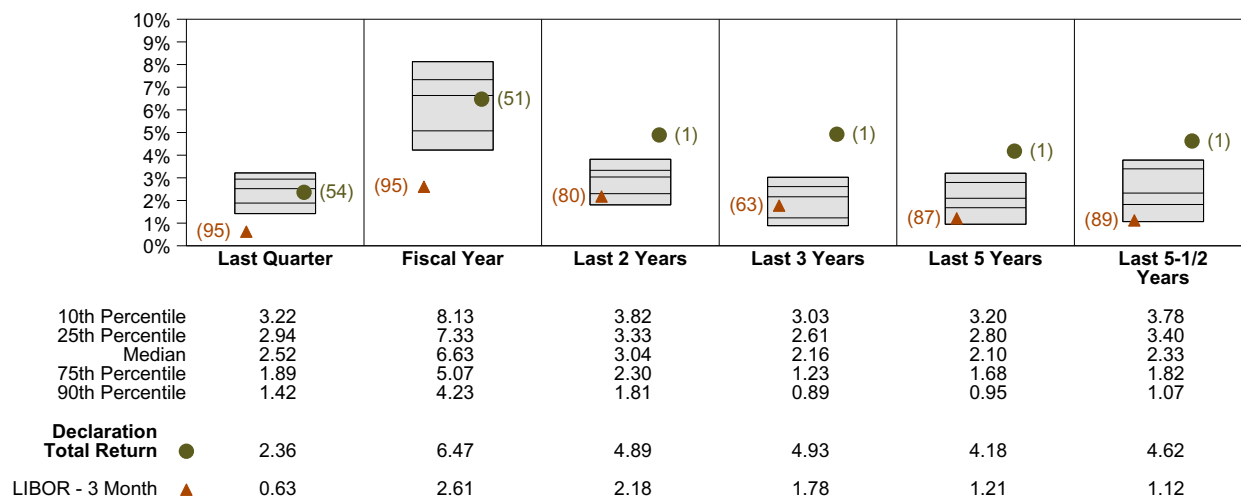 10%
9%
8%
7%
6%
5%
4%
3%
2%
1%
0%
(54)
(95)
(51)
(95)
(1)
(80)
(1)
(63)
(1)
(87)
(1)
(89)
Last Quarter Fiscal Year Last 2 Years Last 3 Years Last 5 Years Last 5-1/2
Years
10th Percentile 3.22 8.13 3.82 3.03 3.20 3.78
25th Percentile 2.94 7.33 3.33 2.61 2.80 3.40
Median 2.52 6.63 3.04 2.16 2.10 2.33
75th Percentile 1.89 5.07 2.30 1.23 1.68 1.82
90th Percentile 1.42 4.23 1.81 0.89 0.95 1.07
Declaration
Total Return 2.36 6.47 4.89 4.93 4.18 4.62
LIBOR - 3 Month 0.63 2.61 2.18 1.78 1.21 1.12